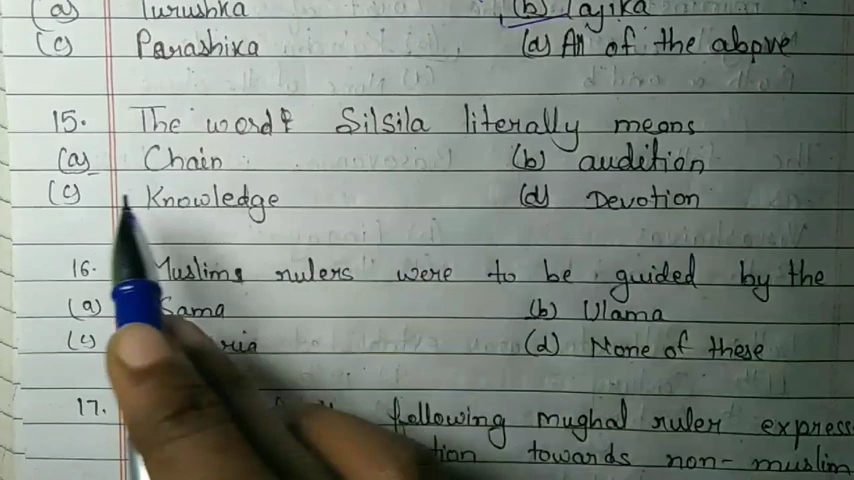 (a) Turushka (b) Tajika
(c) Parashika (d) All of the abopve
15. The word Silsila literally means
(a) Chain (b) audition
(c) Knowledge (d) Devotion
16. Muslims rulers were to be guided by the
(a) Sama (b) Ulama
(c) (d) None of these
17. following mughal ruler express
towards non-muslim